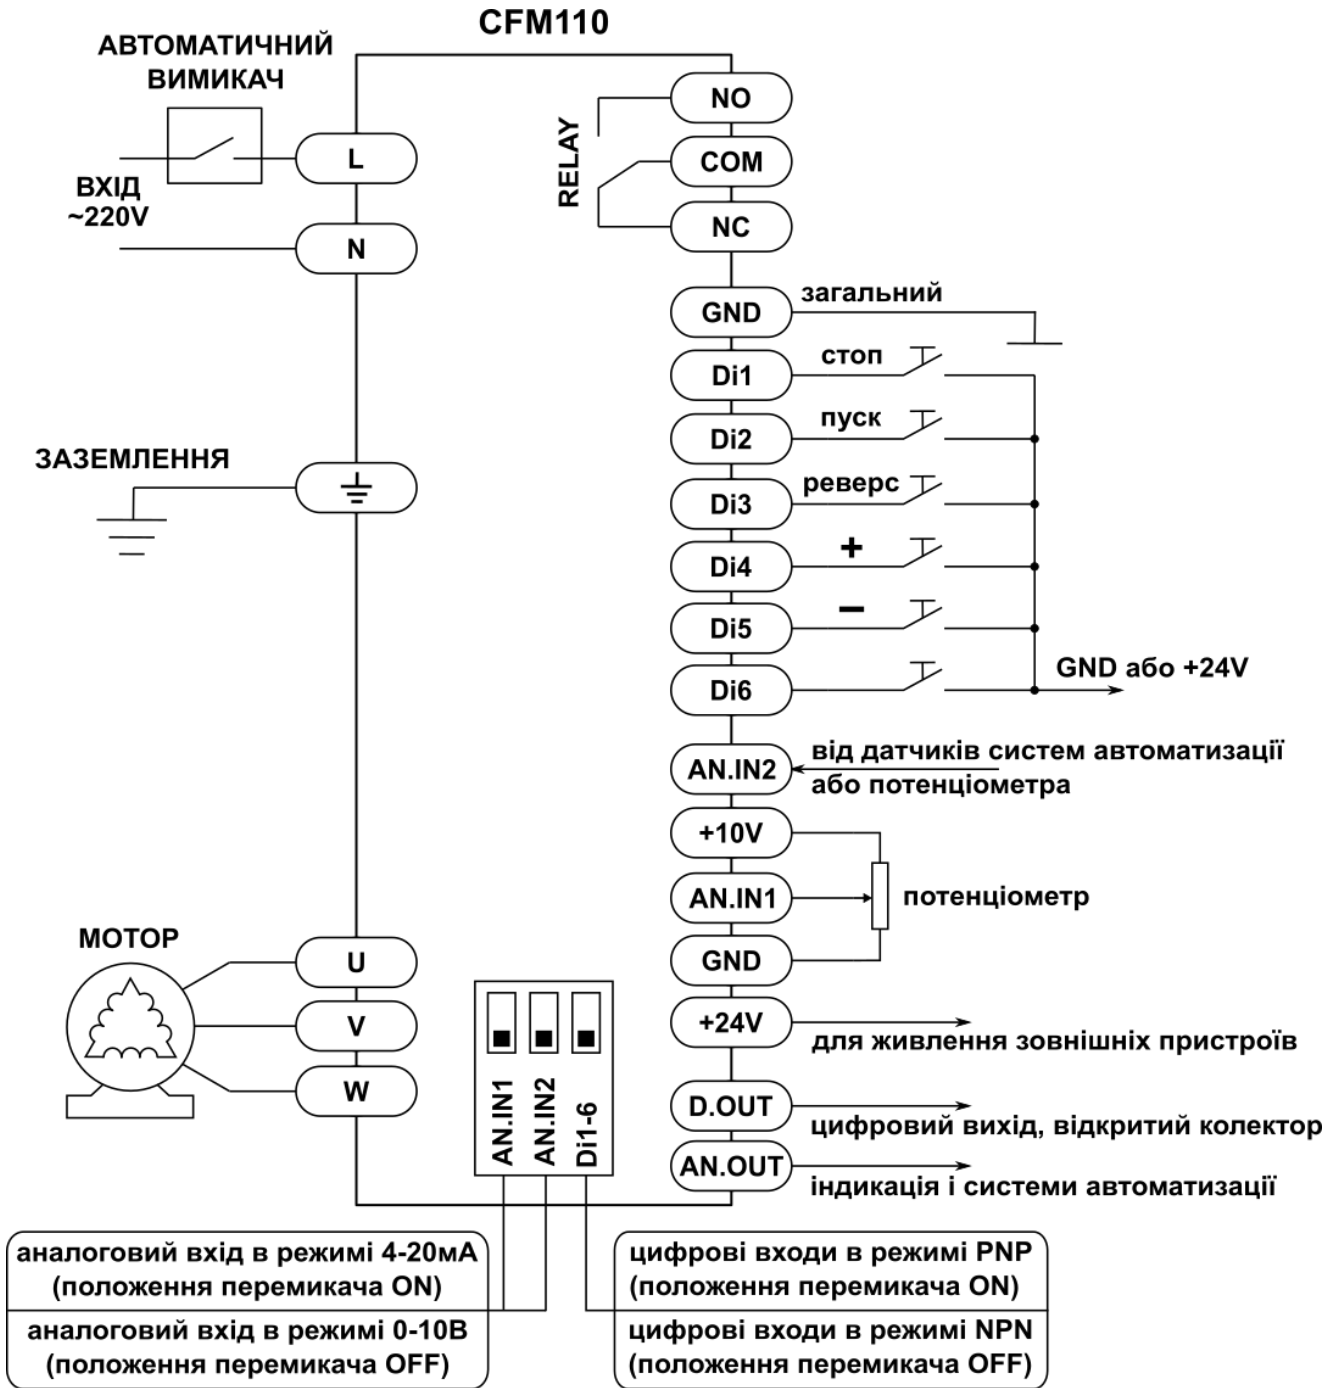 CFM110
АВТОМАТИЧНИЙ
ВИМИКАЧ
L
ВХІД
~220V
N
ЗАЗЕМЛЕННЯ
МОТОР
U
V
W
RELAY
NO
COM
NC
GND
загальний
Di1
стоп
Di2
пуск
Di3
реверс
Di4
+
Di5
−
Di6
GND або +24V
AN.IN2
від датчиків систем автоматизації
або потенціометра
+10V
AN.IN1
потенціометр
GND
+24V
для живлення зовнішніх пристроїв
D.OUT
цифровий вихід, відкритий колектор
AN.OUT
індикація і системи автоматизації
AN.IN1
AN.IN2
Di1-6
аналоговий вхід в режимі 4-20мА
(положення перемикача ON)
аналоговий вхід в режимі 0-10В
(положення перемикача OFF)
цифрові входи в режимі PNP
(положення перемикача ON)
цифрові входи в режимі NPN
(положення перемикача OFF)